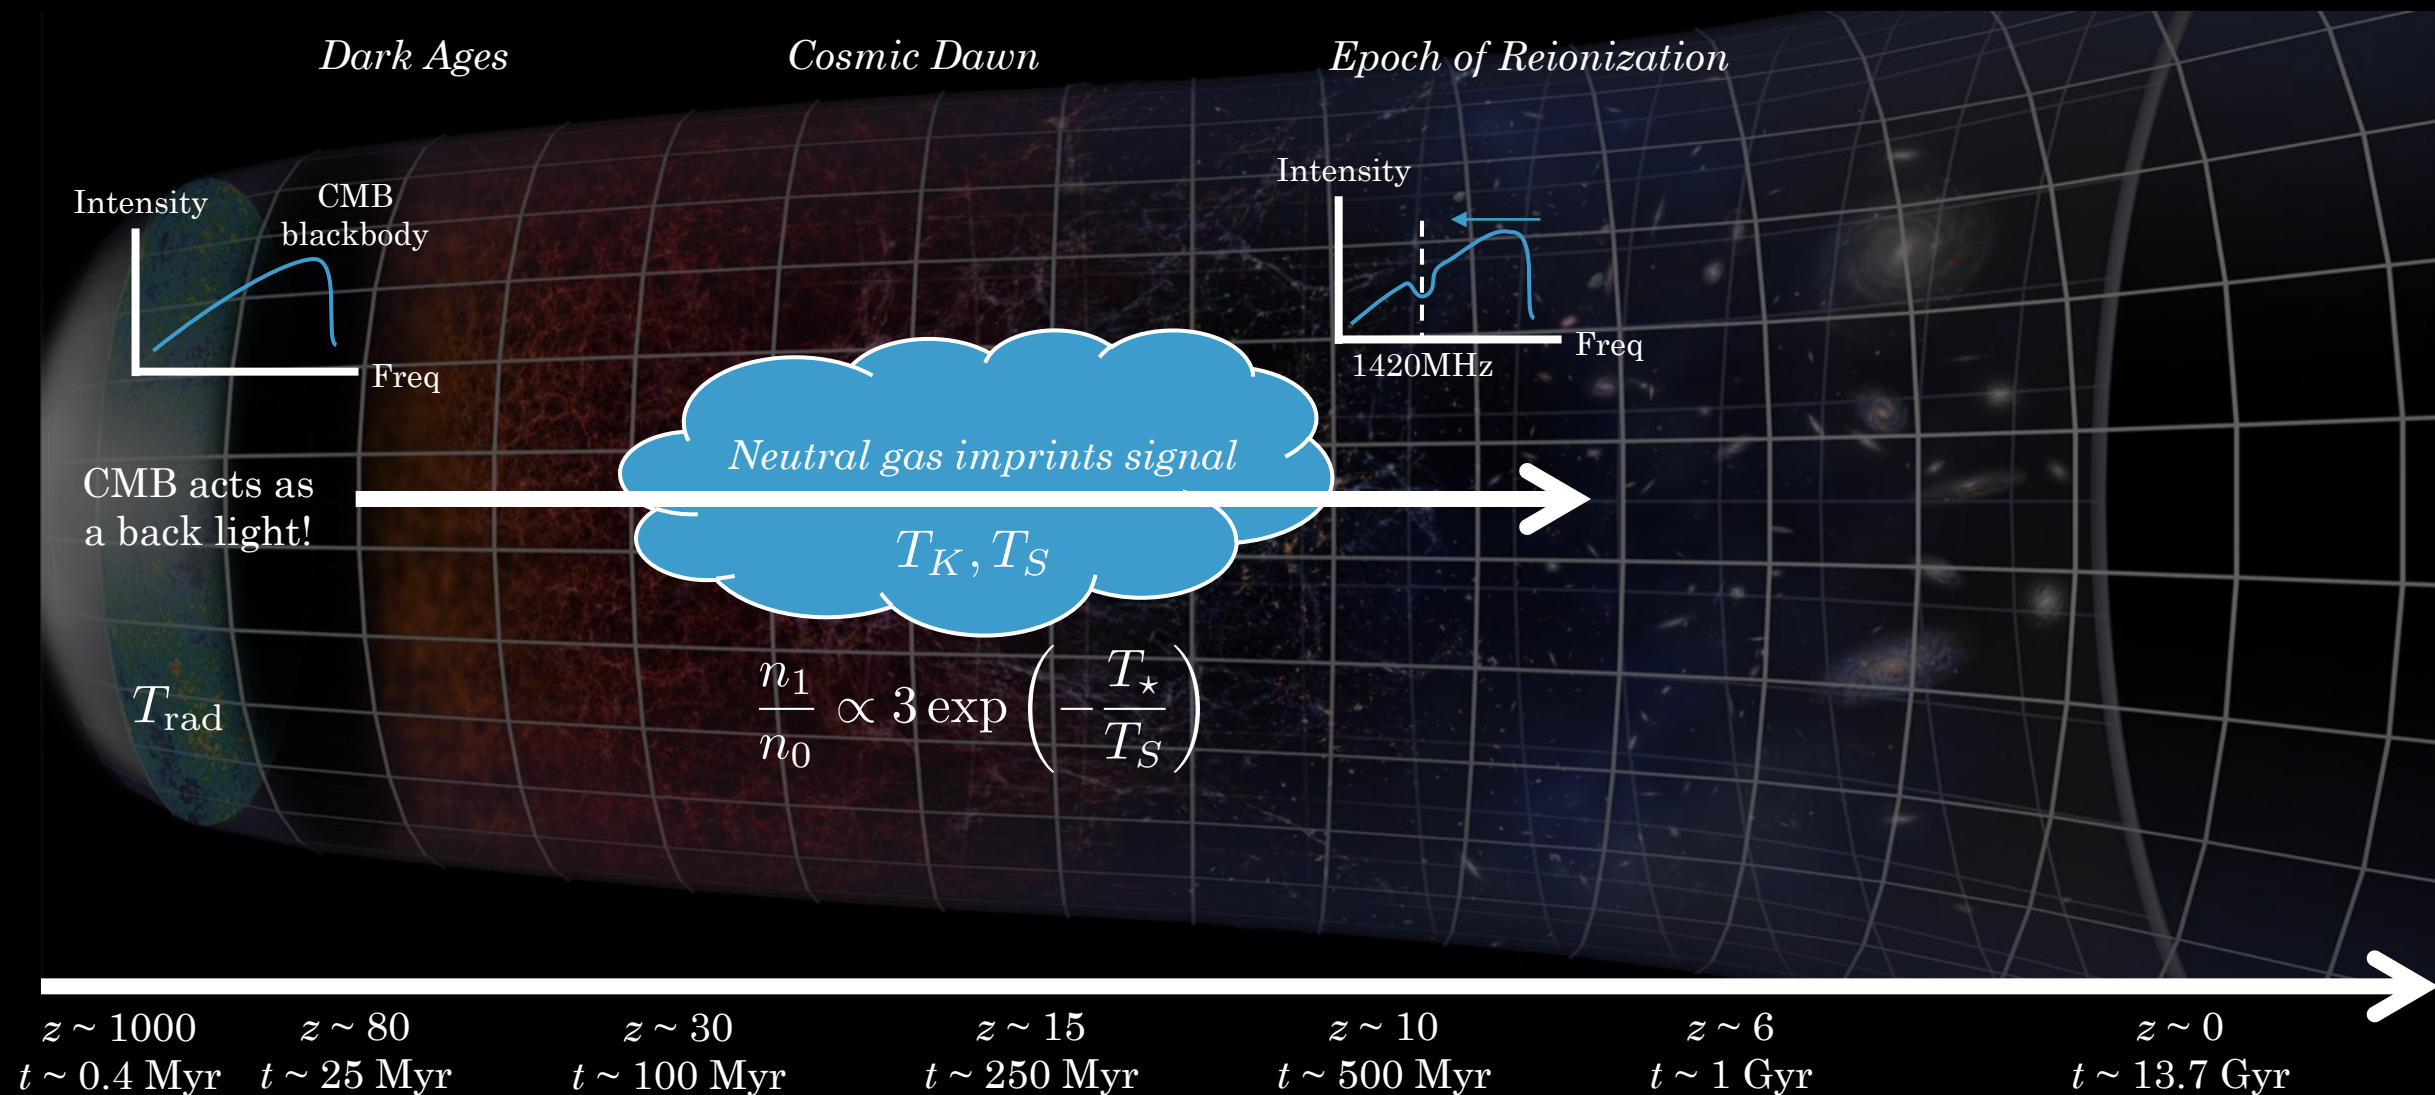 Dark Ages
Cosmic Dawn
Epoch of Reionization
Intensity
CMB
blackbody
Freq
Intensity
Freq
1420MHz
CMB acts as
a back light!
Neutral gas imprints signal
T_K, T_S
T_rad
n_1/n_0 ∝ 3 exp(−T_⋆/T_S)
z ~ 1000
t ~ 0.4 Myr
z ~ 80
t ~ 25 Myr
z ~ 30
t ~ 100 Myr
z ~ 15
t ~ 250 Myr
z ~ 10
t ~ 500 Myr
z ~ 6
t ~ 1 Gyr
z ~ 0
t ~ 13.7 Gyr